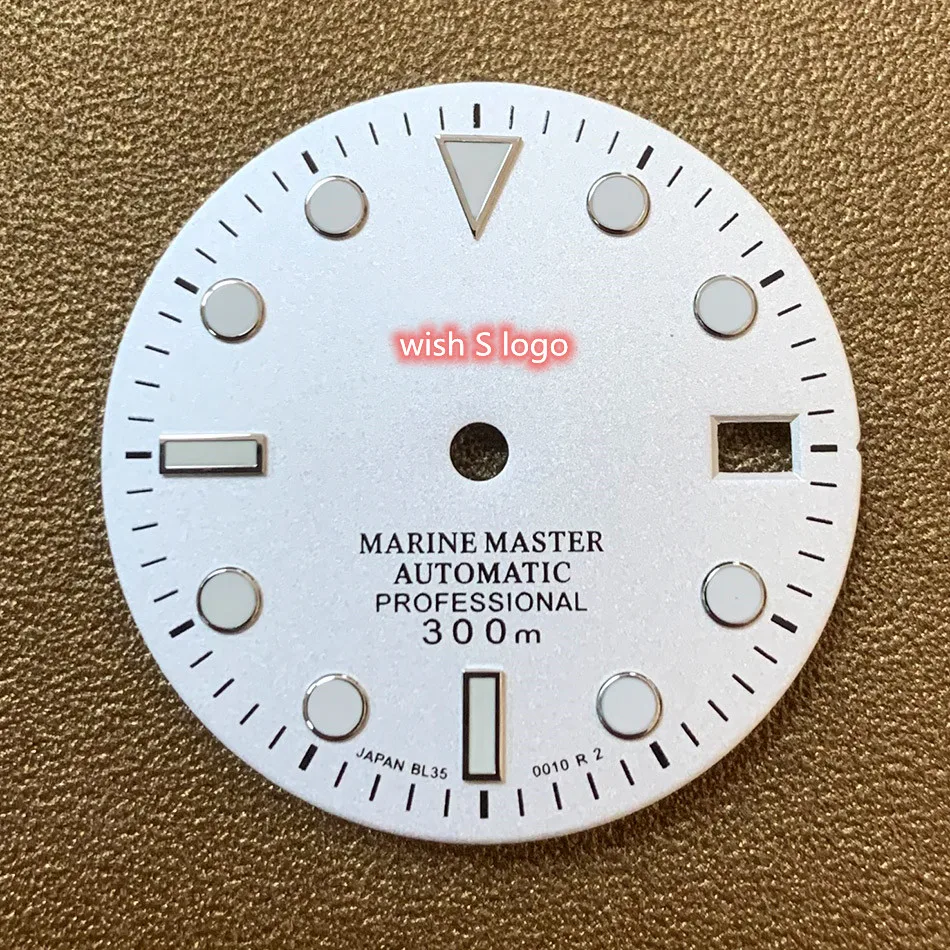 wish S logo
MARINE MASTER
AUTOMATIC
PROFESSIONAL
300m
JAPAN BL35
0010 R 2